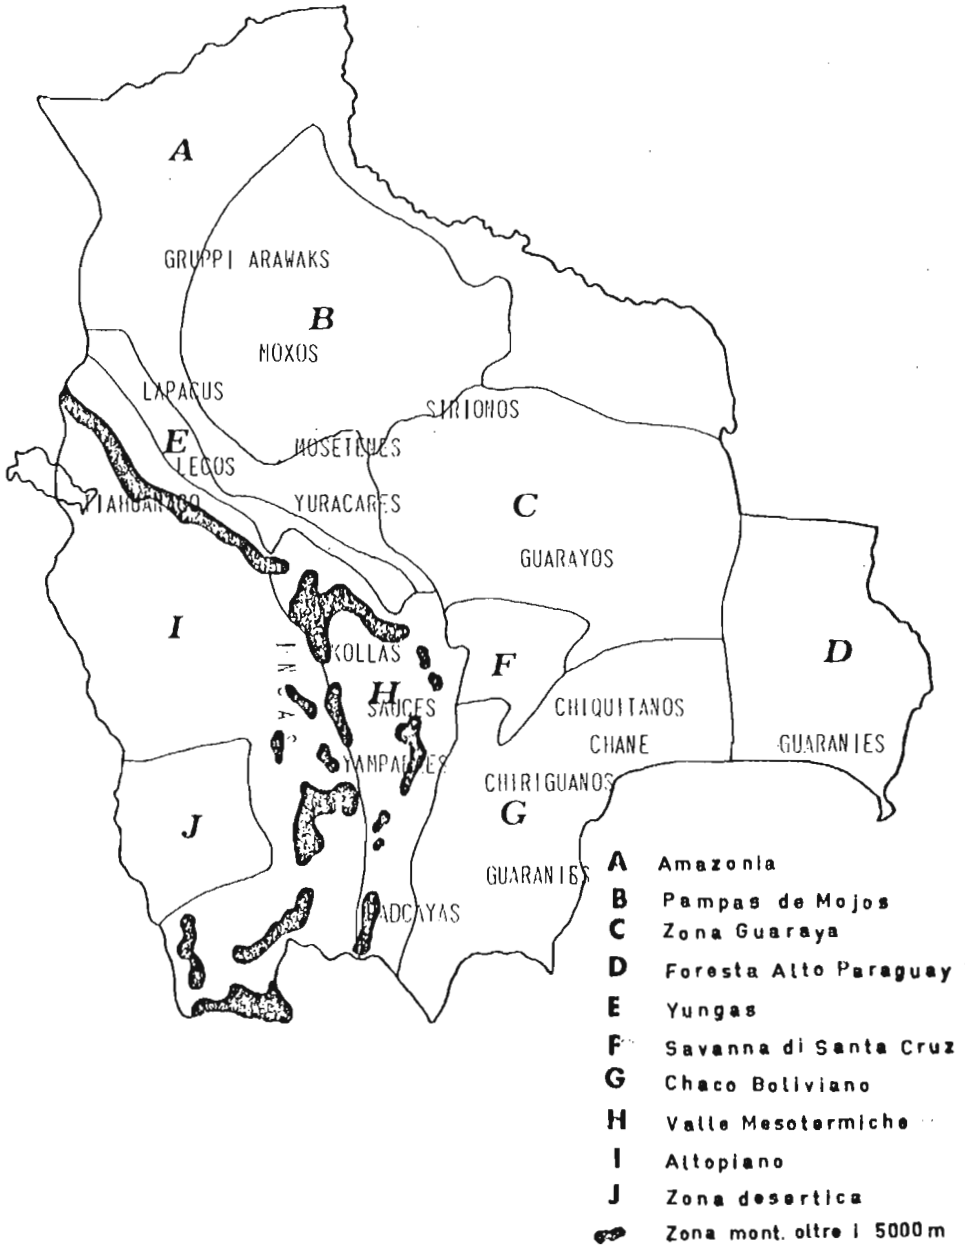 A
GRUPPI ARAWAKS
B
MOXOS
LAPACUS
SIRIONOS
E
MOSETENES
LECOS
TIAHUANACO
YURACARES
C
GUARAYOS
I
INCAS
KOLLAS
F
D
H
SAUCES
CHIQUITANOS
CHANE
GUARANIES
YAMPARAES
CHIRIGUANOS
G
J
GUARANIES
A Amazonia
B Pampas de Mojos
C Zona Guaraya
D Foresta Alto Paraguay
E Yungas
F Savanna di Santa Cruz
G Chaco Boliviano
H Valle Mesotermiche
I Altopiano
J Zona desertica
Zona mont. oltre i 5000 m